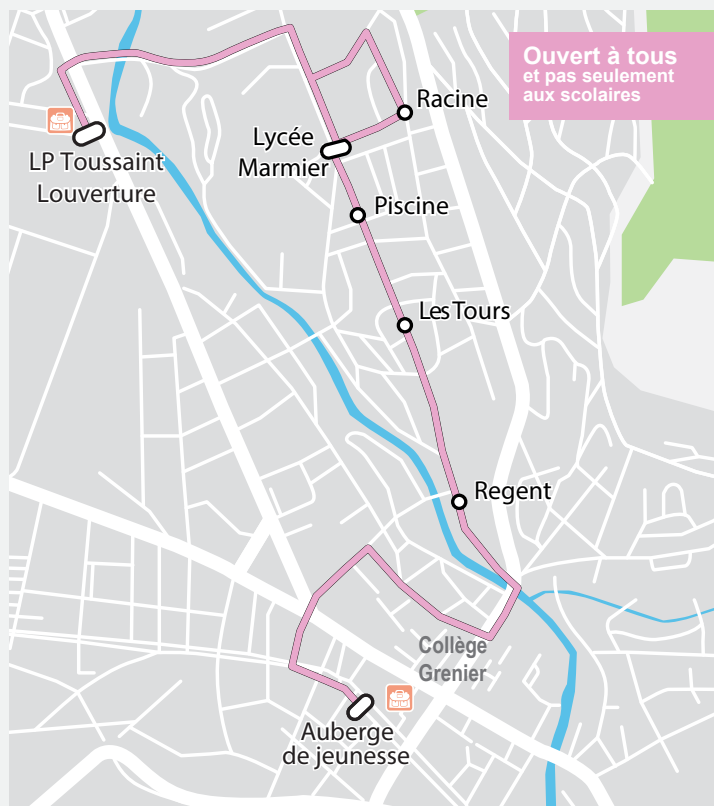 Ouvert à tous
et pas seulement
aux scolaires
Racine
Lycée
Marmier
LP Toussaint
Louverture
Piscine
Les Tours
Regent
Collège
Grenier
Auberge
de jeunesse